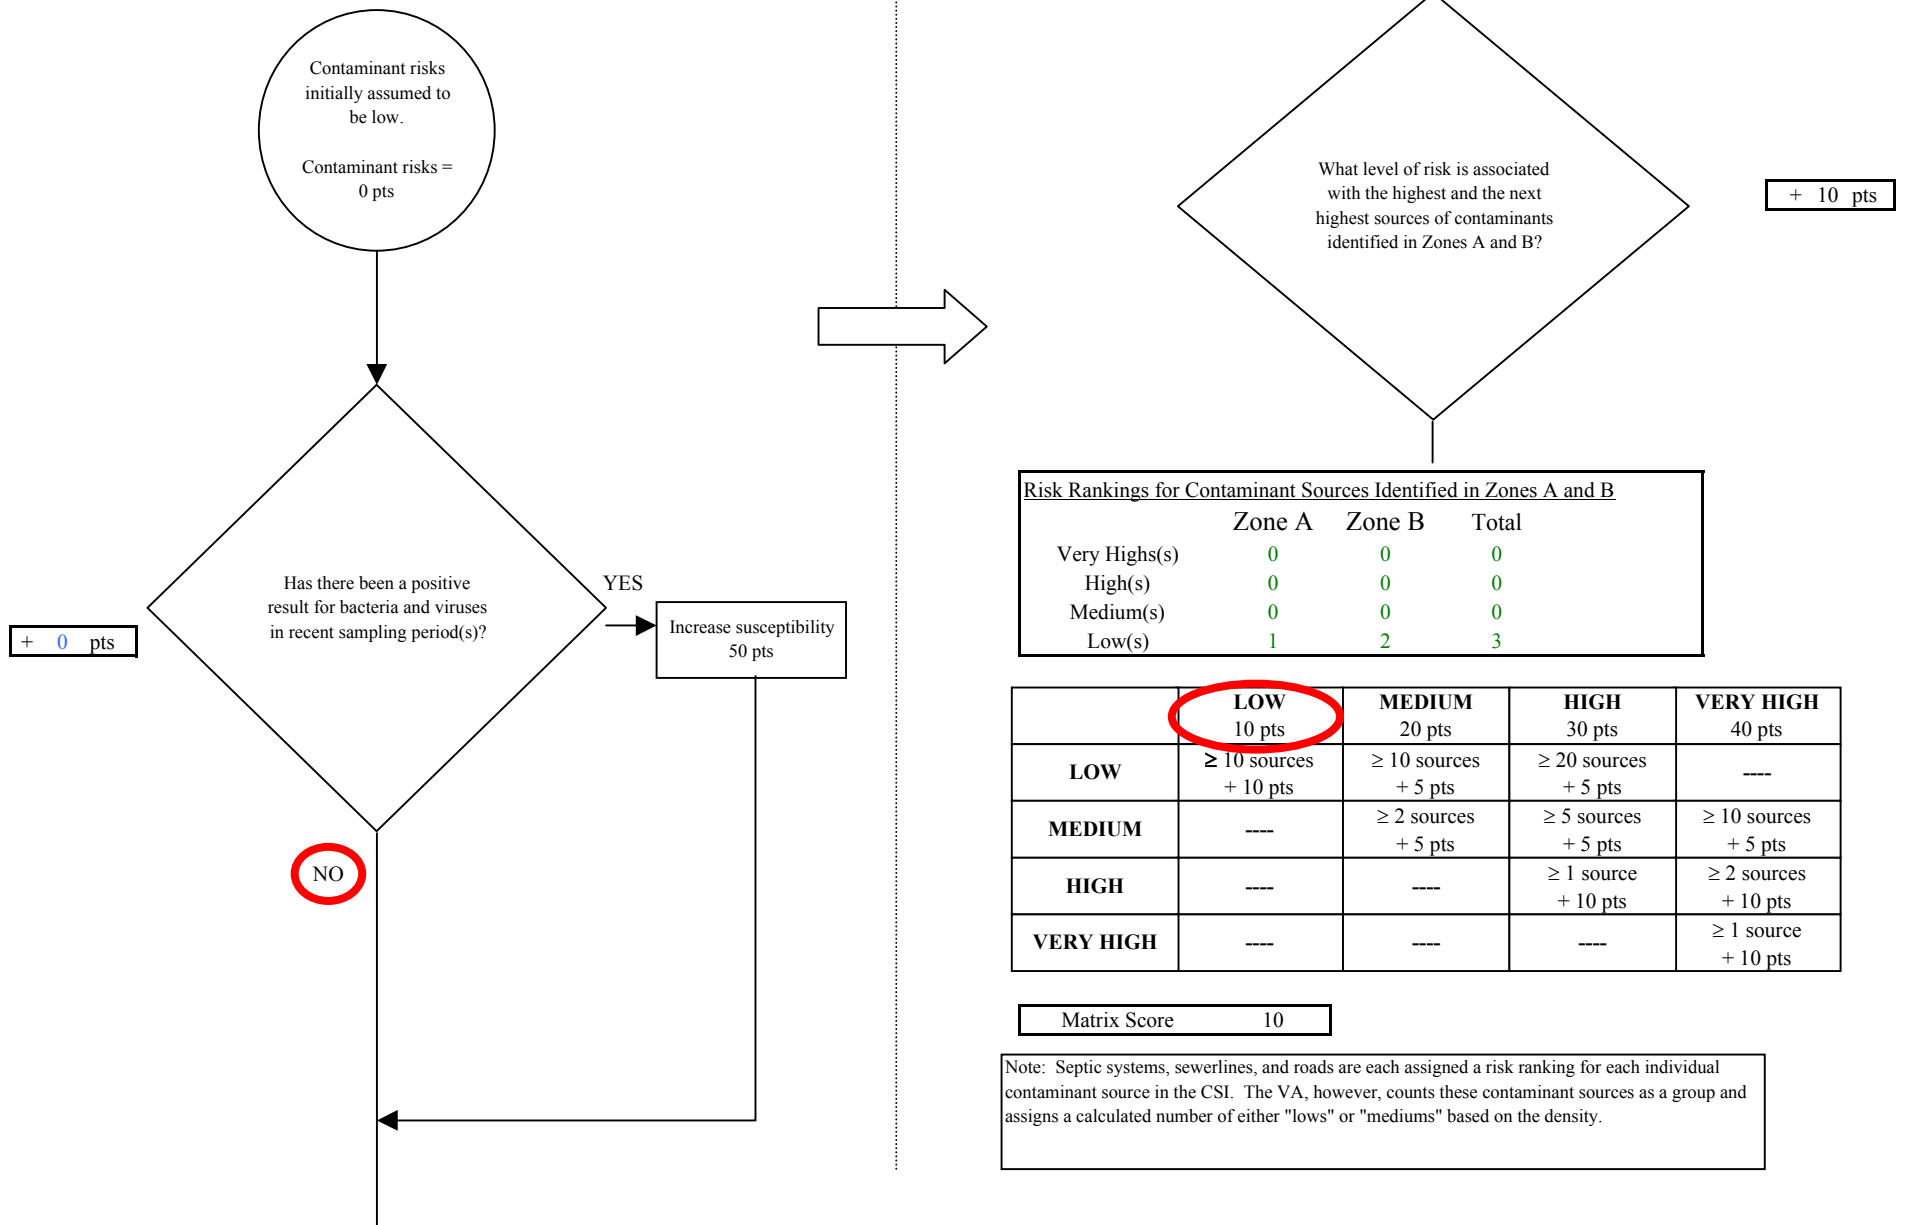 Contaminant risks
initially assumed to
be low.
Contaminant risks =
0 pts
Has there been a positive
result for bacteria and viruses
in recent sampling period(s)?
YES
+ 0 pts
Increase susceptibility
50 pts
NO
What level of risk is associated
with the highest and the next
highest sources of contaminants
identified in Zones A and B?
+ 10 pts
Risk Rankings for Contaminant Sources Identified in Zones A and B
Zone A Zone B Total
Very Highs(s) 0 0 0
High(s) 0 0 0
Medium(s) 0 0 0
Low(s) 1 2 3
LOW MEDIUM HIGH VERY HIGH
10 pts 20 pts 30 pts 40 pts
LOW ≥ 10 sources ≥ 10 sources ≥ 20 sources ----
+ 10 pts + 5 pts + 5 pts
MEDIUM ---- ≥ 2 sources ≥ 5 sources ≥ 10 sources
+ 5 pts + 5 pts + 5 pts
HIGH ---- ---- ≥ 1 source ≥ 2 sources
+ 10 pts + 10 pts
VERY HIGH ---- ---- ---- ≥ 1 source
+ 10 pts
Matrix Score 10
Note: Septic systems, sewerlines, and roads are each assigned a risk ranking for each individual
contaminant source in the CSI. The VA, however, counts these contaminant sources as a group and
assigns a calculated number of either "lows" or "mediums" based on the density.